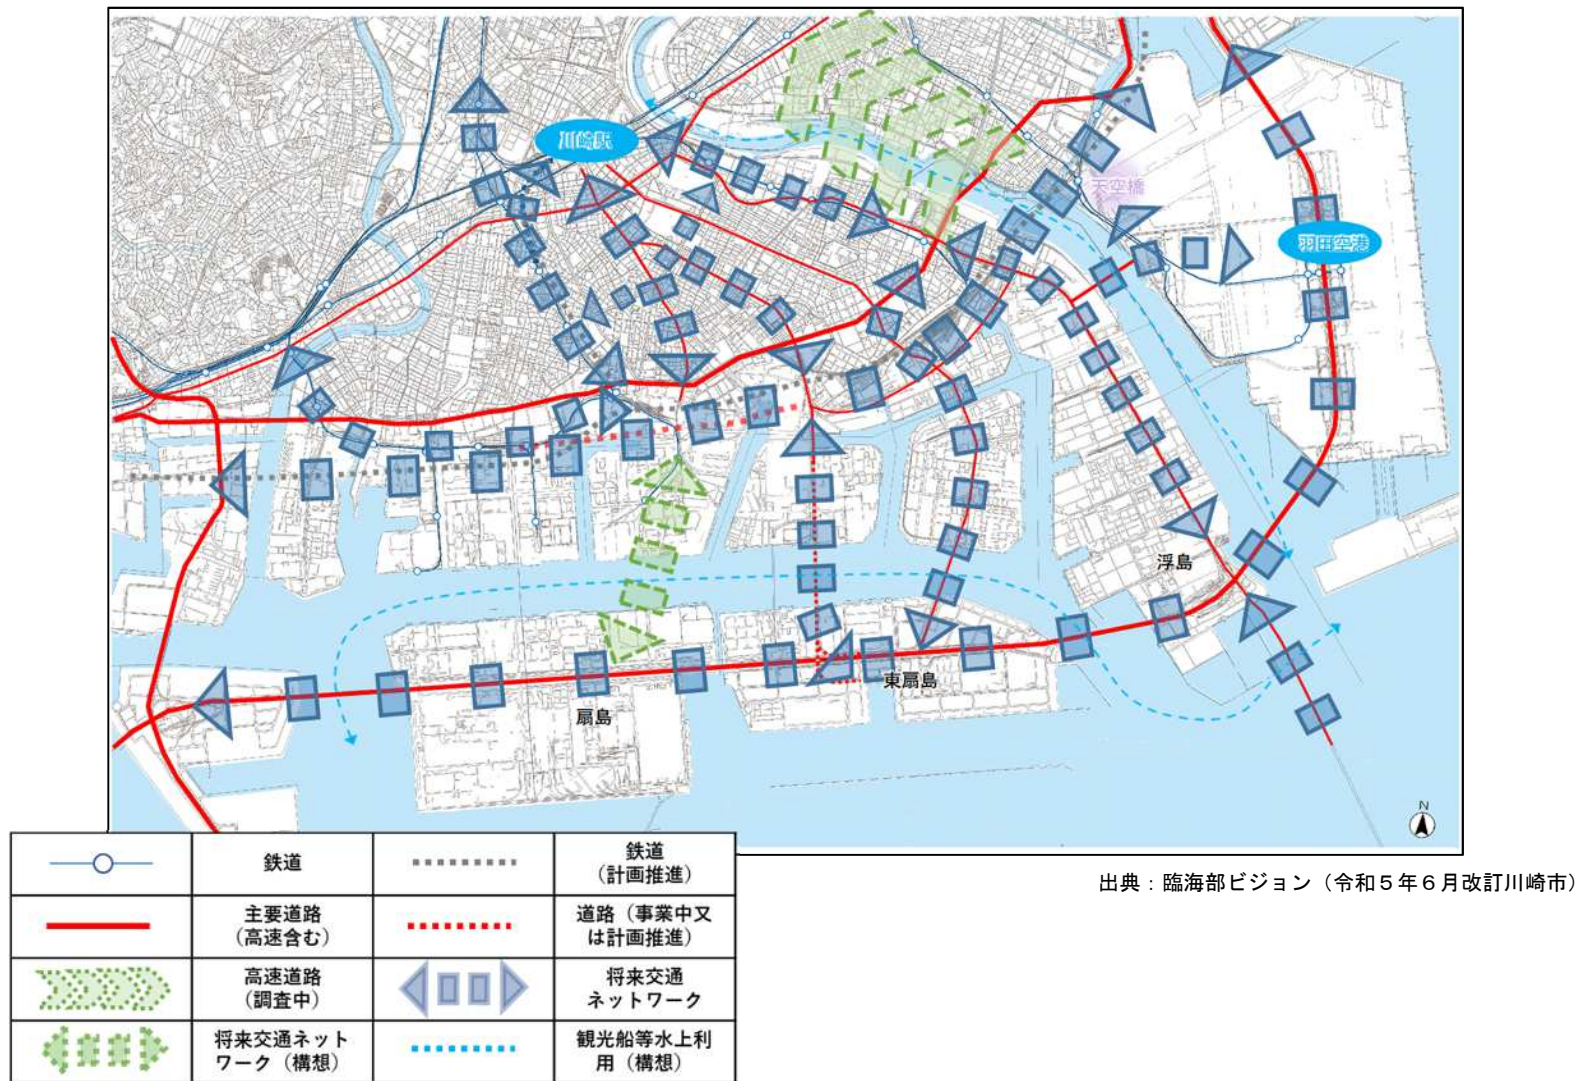 川崎駅
天空橋
羽田空港
浮島
東扇島
扇島
N
鉄道
鉄道
（計画推進）
主要道路
（高速含む）
道路（事業中又
は計画推進）
高速道路
（調査中）
将来交通
ネットワーク
将来交通ネット
ワーク（構想）
観光船等水上利
用（構想）
出典：臨海部ビジョン（令和５年６月改訂川崎市）